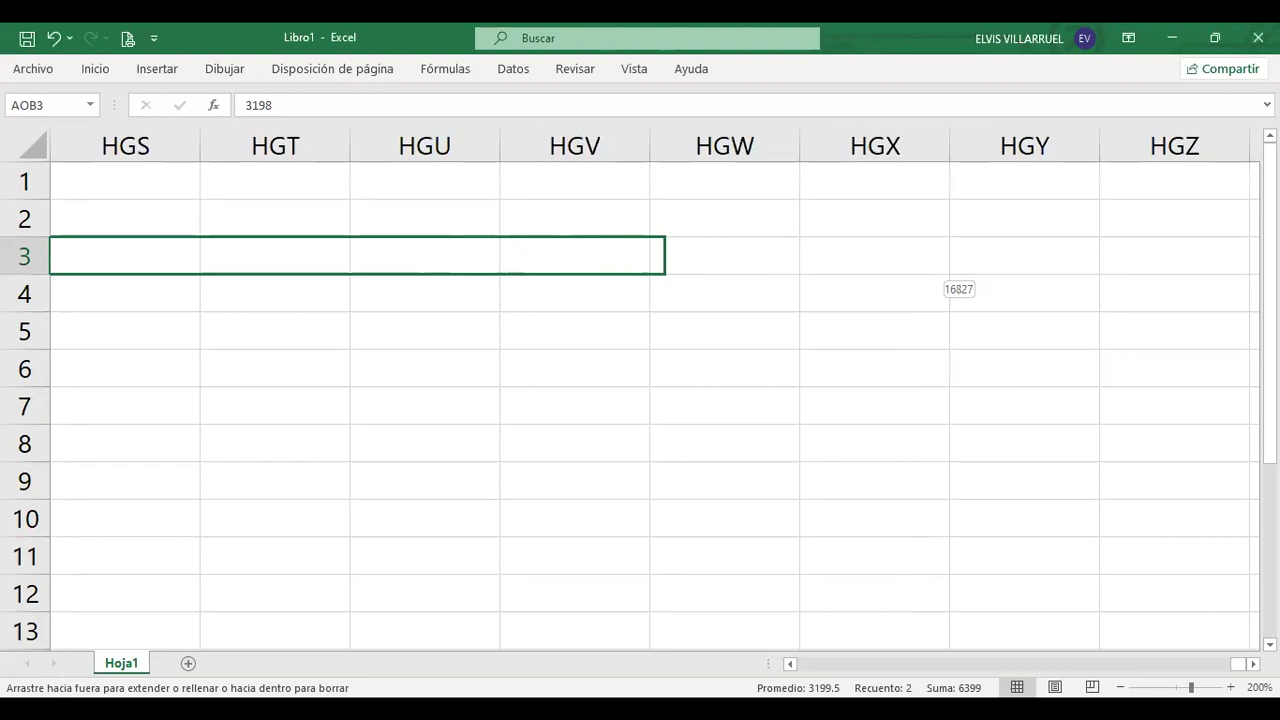 Libro1 - Excel
Buscar
ELVIS VILLARRUEL
EV
Archivo
Inicio
Insertar
Dibujar
Disposición de página
Fórmulas
Datos
Revisar
Vista
Ayuda
Compartir
AOB3
fx
3198
HGS
HGT
HGU
HGV
HGW
HGX
HGY
HGZ
1
2
3
4
16827
5
6
7
8
9
10
11
12
13
Hoja1
Arrastre hacia fuera para extender o rellenar o hacia dentro para borrar
Promedio: 3199.5
Recuento: 2
Suma: 6399
200%